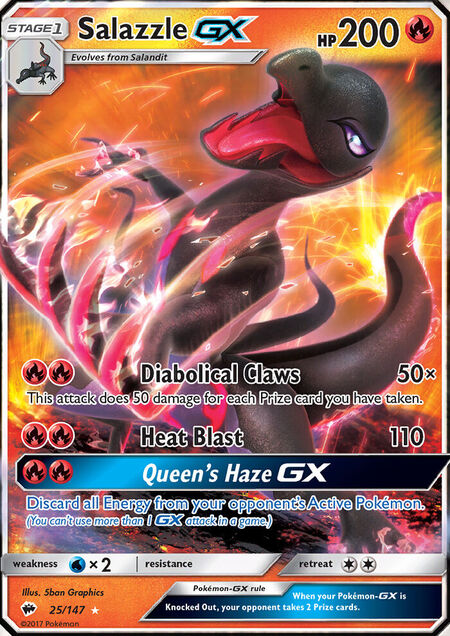 STAGE1 Salazzle GX HP200
Evolves from Salandit
Diabolical Claws 50×
This attack does 50 damage for each Prize card you have taken.
Heat Blast 110
Queen's Haze GX
Discard all Energy from your opponent's Active Pokémon.
(You can't use more than 1 GX attack in a game.)
weakness ×2 resistance retreat
Illus. 5ban Graphics
Pokémon-GX rule
When your Pokémon-GX is
Knocked Out, your opponent takes 2 Prize cards.
25/147
©2017 Pokémon